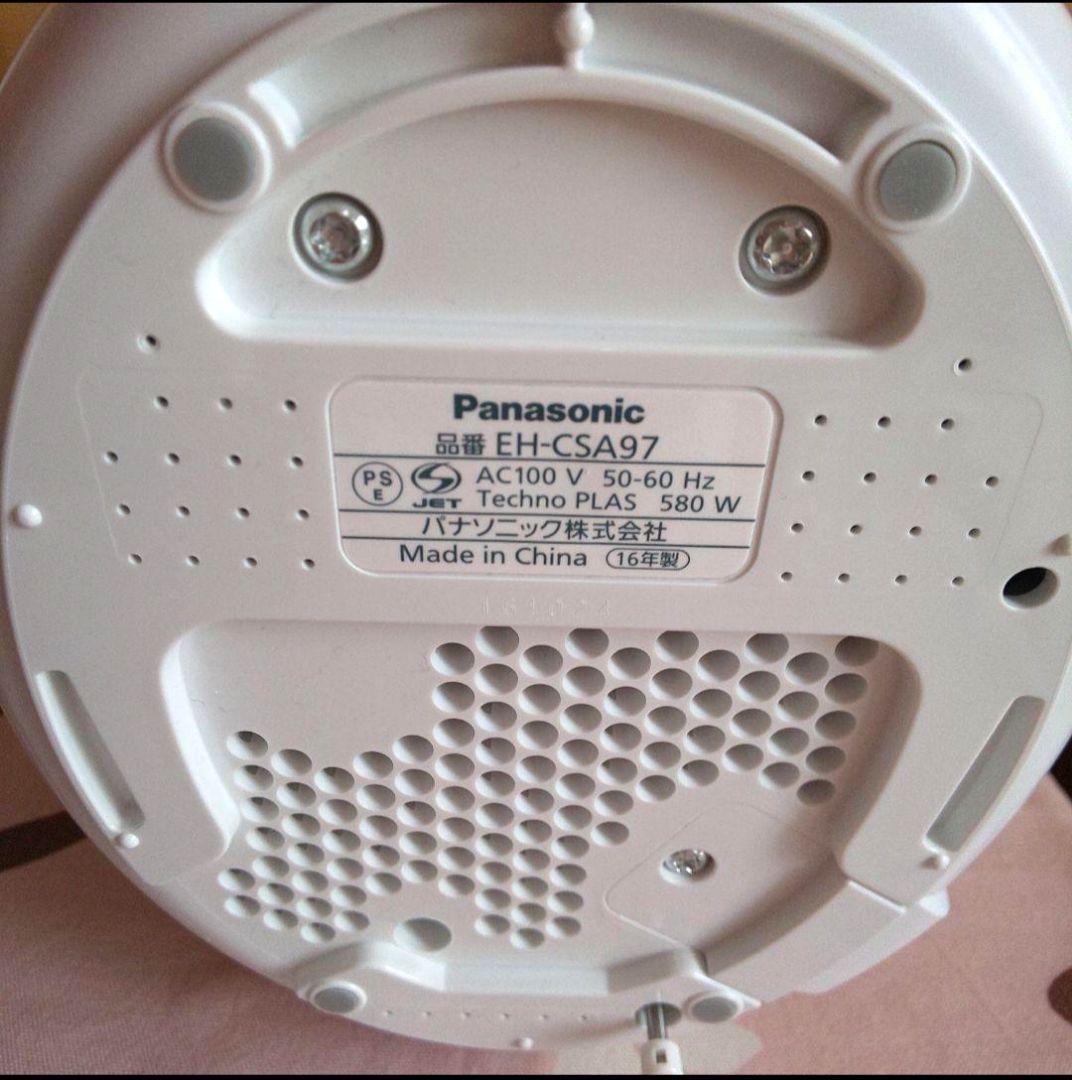 Panasonic
品番 EH-CSA97
PS E JET AC100 V 50-60 Hz
Techno PLAS 580 W
パナソニック株式会社
Made in China 16年製